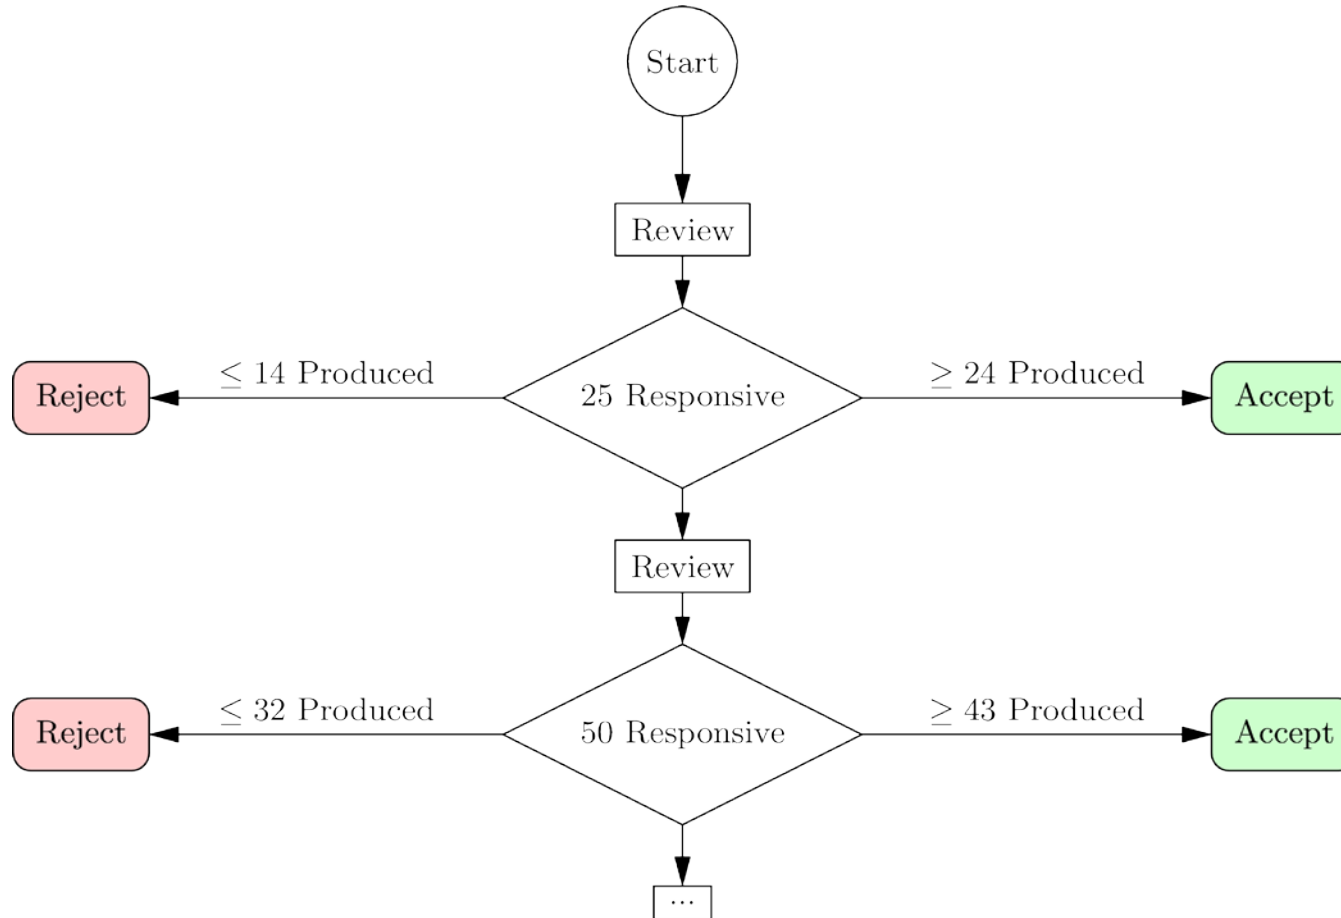 Start
Review
≤ 14 Produced
≥ 24 Produced
Reject
25 Responsive
Accept
Review
≤ 32 Produced
≥ 43 Produced
Reject
50 Responsive
Accept
...